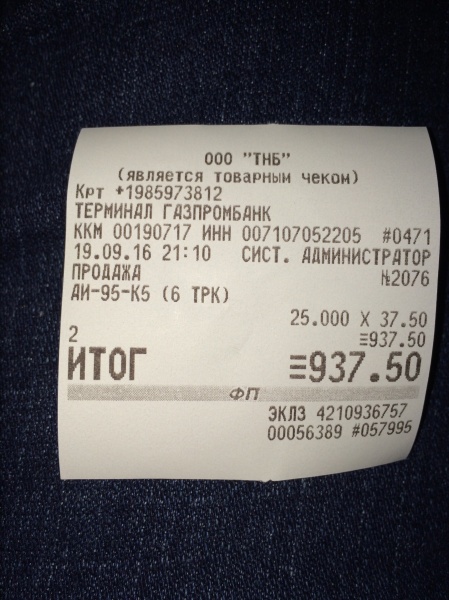 ООО "ТНБ"
(является товарным чеком)
Крт +1985973812
ТЕРМИНАЛ ГАЗПРОМБАНК
ККМ 00190717 ИНН 007107052205 #0471
19.09.16 21:10 СИСТ. АДМИНИСТРАТОР
ПРОДАЖА №2076
АИ-95-К5 (6 ТРК)
25.000 X 37.50
2 ≡937.50
ИТОГ ≡937.50
ФП
ЭКЛЗ 4210936757
00056389 #057995